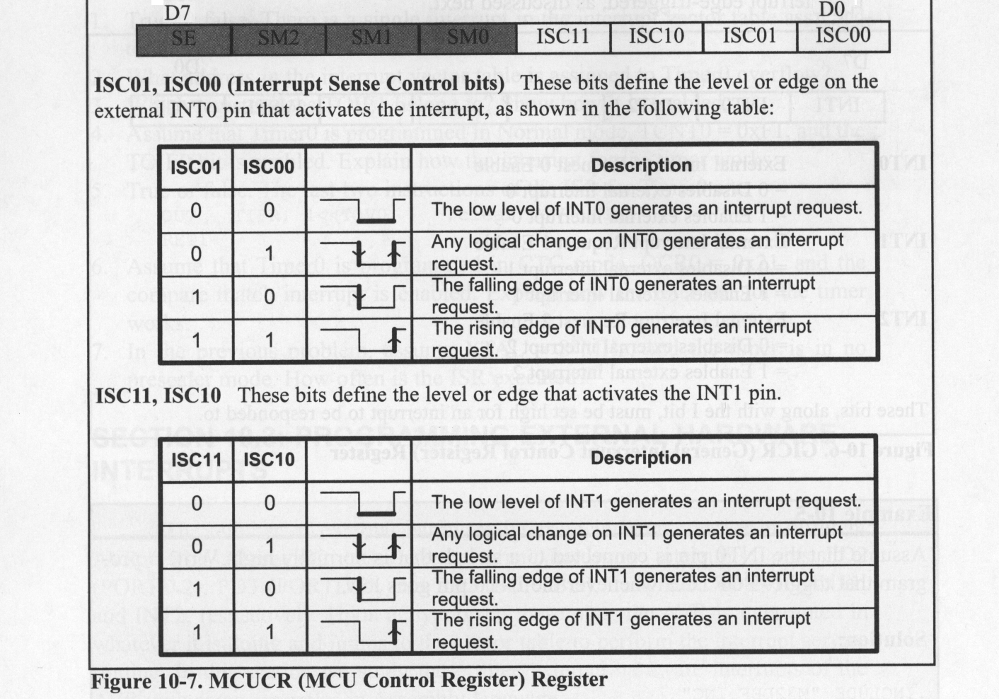 D7 D0
SE SM2 SM1 SM0 ISC11 ISC10 ISC01 ISC00
ISC01, ISC00 (Interrupt Sense Control bits) These bits define the level or edge on the
external INT0 pin that activates the interrupt, as shown in the following table:
ISC01 ISC00 Description
0 0 The low level of INT0 generates an interrupt request.
0 1 Any logical change on INT0 generates an interrupt
request.
1 0 The falling edge of INT0 generates an interrupt
request.
1 1 The rising edge of INT0 generates an interrupt
request.
ISC11, ISC10 These bits define the level or edge that activates the INT1 pin.
ISC11 ISC10 Description
0 0 The low level of INT1 generates an interrupt request.
0 1 Any logical change on INT1 generates an interrupt
request.
1 0 The falling edge of INT1 generates an interrupt
request.
1 1 The rising edge of INT1 generates an interrupt
request.
Figure 10-7. MCUCR (MCU Control Register) Register